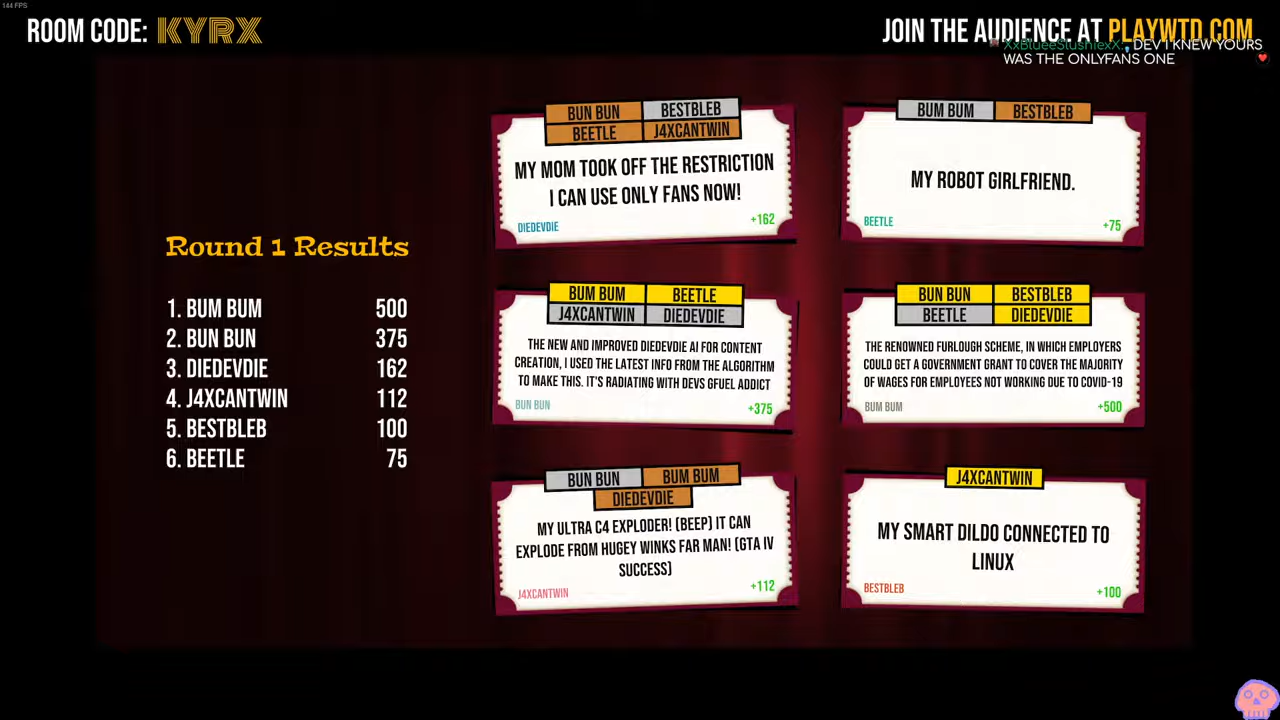 144 FPS
ROOM CODE: KYRX
JOIN THE AUDIENCE AT PLAYWTD.COM
XxBlueeSlushiexX: DEV I KNEW YOURS
WAS THE ONLYFANS ONE
Round 1 Results
1. BUM BUM 500
2. BUN BUN 375
3. DIEDEVDIE 162
4. J4XCANTWIN 112
5. BESTBLEB 100
6. BEETLE 75
BUN BUN BESTBLEB
BEETLE J4XCANTWIN
MY MOM TOOK OFF THE RESTRICTION
I CAN USE ONLY FANS NOW!
DIEDEVDIE +162
BUM BUM BESTBLEB
MY ROBOT GIRLFRIEND.
BEETLE +75
BUM BUM BEETLE
J4XCANTWIN DIEDEVDIE
THE NEW AND IMPROVED DIEDEVDIE AI FOR CONTENT
CREATION, I USED THE LATEST INFO FROM THE ALGORITHM
TO MAKE THIS. IT'S RADIATING WITH DEVS GFUEL ADDICT
BUN BUN +375
BUN BUN BESTBLEB
BEETLE DIEDEVDIE
THE RENOWNED FURLOUGH SCHEME, IN WHICH EMPLOYERS
COULD GET A GOVERNMENT GRANT TO COVER THE MAJORITY
OF WAGES FOR EMPLOYEES NOT WORKING DUE TO COVID-19
BUM BUM +500
BUN BUN BUM BUM
DIEDEVDIE
MY ULTRA C4 EXPLODER! (BEEP) IT CAN
EXPLODE FROM HUGEY WINKS FAR MAN! (GTA IV
SUCCESS)
J4XCANTWIN +112
J4XCANTWIN
MY SMART DILDO CONNECTED TO
LINUX
BESTBLEB +100